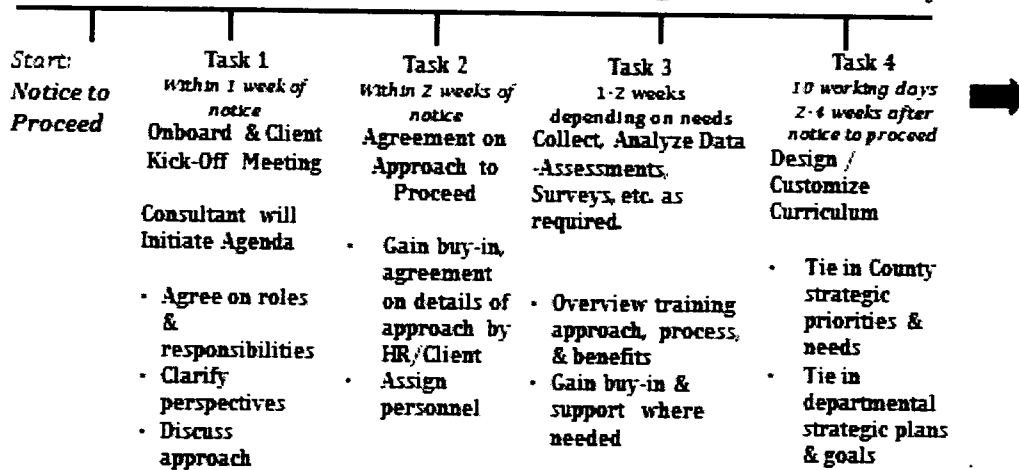 Start:
Notice to
Proceed
Task 1
Within 1 week of
notice
Onboard & Client
Kick-Off Meeting
Consultant will
Initiate Agenda
· Agree on roles
&
responsibilities
· Clarify
perspectives
· Discuss
approach
Task 2
Within 2 weeks of
notice
Agreement on
Approach to
Proceed
· Gain buy-in,
agreement
on details of
approach by
HR/Client
· Assign
personnel
Task 3
1-2 weeks
depending on needs
Collect, Analyze Data
-Assessments,
Surveys, etc. as
required.
· Overview training
approach, process,
& benefits
· Gain buy-in &
support where
needed
Task 4
10 working days
2-4 weeks after
notice to proceed
Design /
Customize
Curriculum
· Tie in County
strategic
priorities &
needs
· Tie in
departmental
strategic plans
& goals